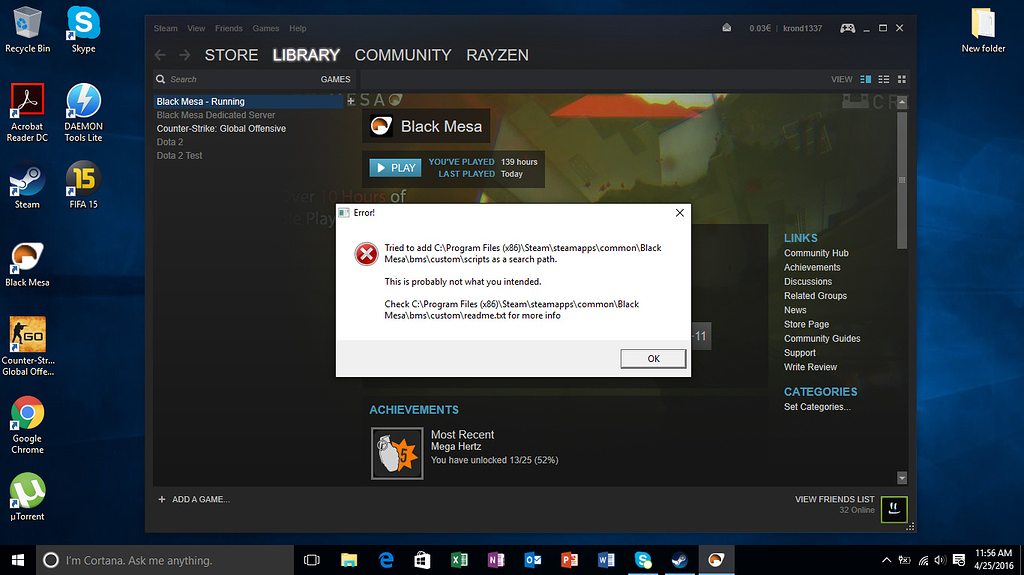 Recycle Bin
Skype
Acrobat
Reader DC
DAEMON
Tools Lite
Steam
15
FIFA 15
Black Mesa
GO
Counter-Str...
Global Offe...
Google
Chrome
µTorrent
New folder
Steam View Friends Games Help
0.03€ krond1337
STORE LIBRARY COMMUNITY RAYZEN
Search GAMES
VIEW
Black Mesa - Running
Black Mesa Dedicated Server
Counter-Strike: Global Offensive
Dota 2
Dota 2 Test
Black Mesa
PLAY
YOU'VE PLAYED 139 hours
LAST PLAYED Today
10 Hours of
Error!
Tried to add C:\Program Files (x86)\Steam\steamapps\common\Black
Mesa\bms\custom\scripts as a search path.
This is probably not what you intended.
Check C:\Program Files (x86)\Steam\steamapps\common\Black
Mesa\bms\custom\readme.txt for more info
OK
-11
LINKS
Community Hub
Achievements
Discussions
Related Groups
News
Store Page
Community Guides
Support
Write Review
CATEGORIES
Set Categories...
ACHIEVEMENTS
5
Most Recent
Mega Hertz
You have unlocked 13/25 (52%)
+ ADD A GAME...
VIEW FRIENDS LIST
32 Online
I'm Cortana. Ask me anything.
11:56 AM
4/25/2016